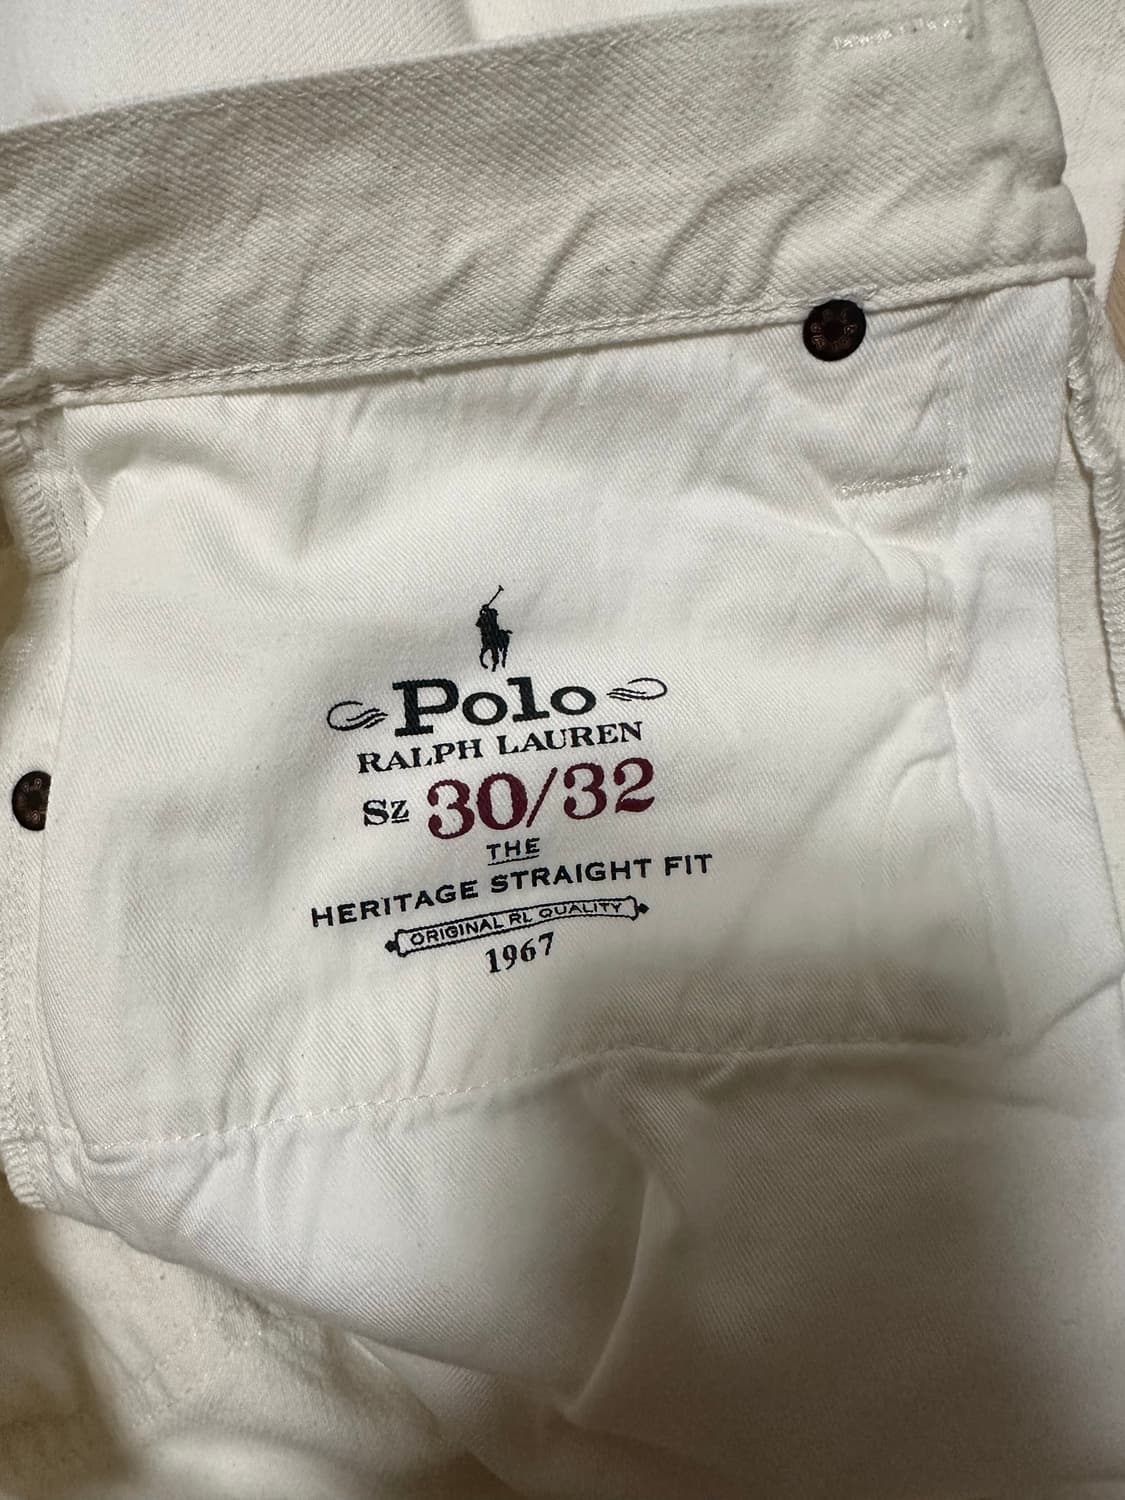 Polo
RALPH LAUREN
Sz 30/32
THE
HERITAGE STRAIGHT FIT
ORIGINAL RL QUALITY
1967